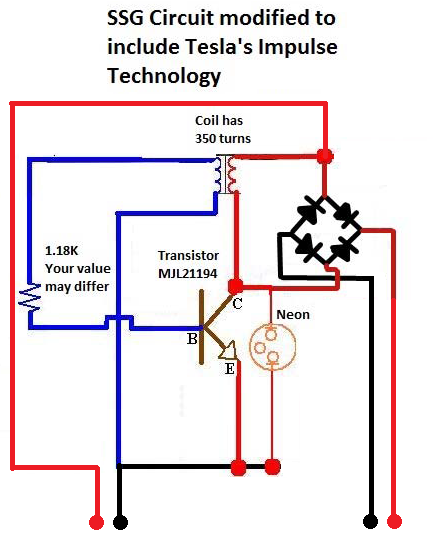 SSG Circuit modified to
include Tesla's Impulse
Technology
Coil has
350 turns
1.18K
Your value
may differ
Transistor
MJL21194
C
Neon
B
E